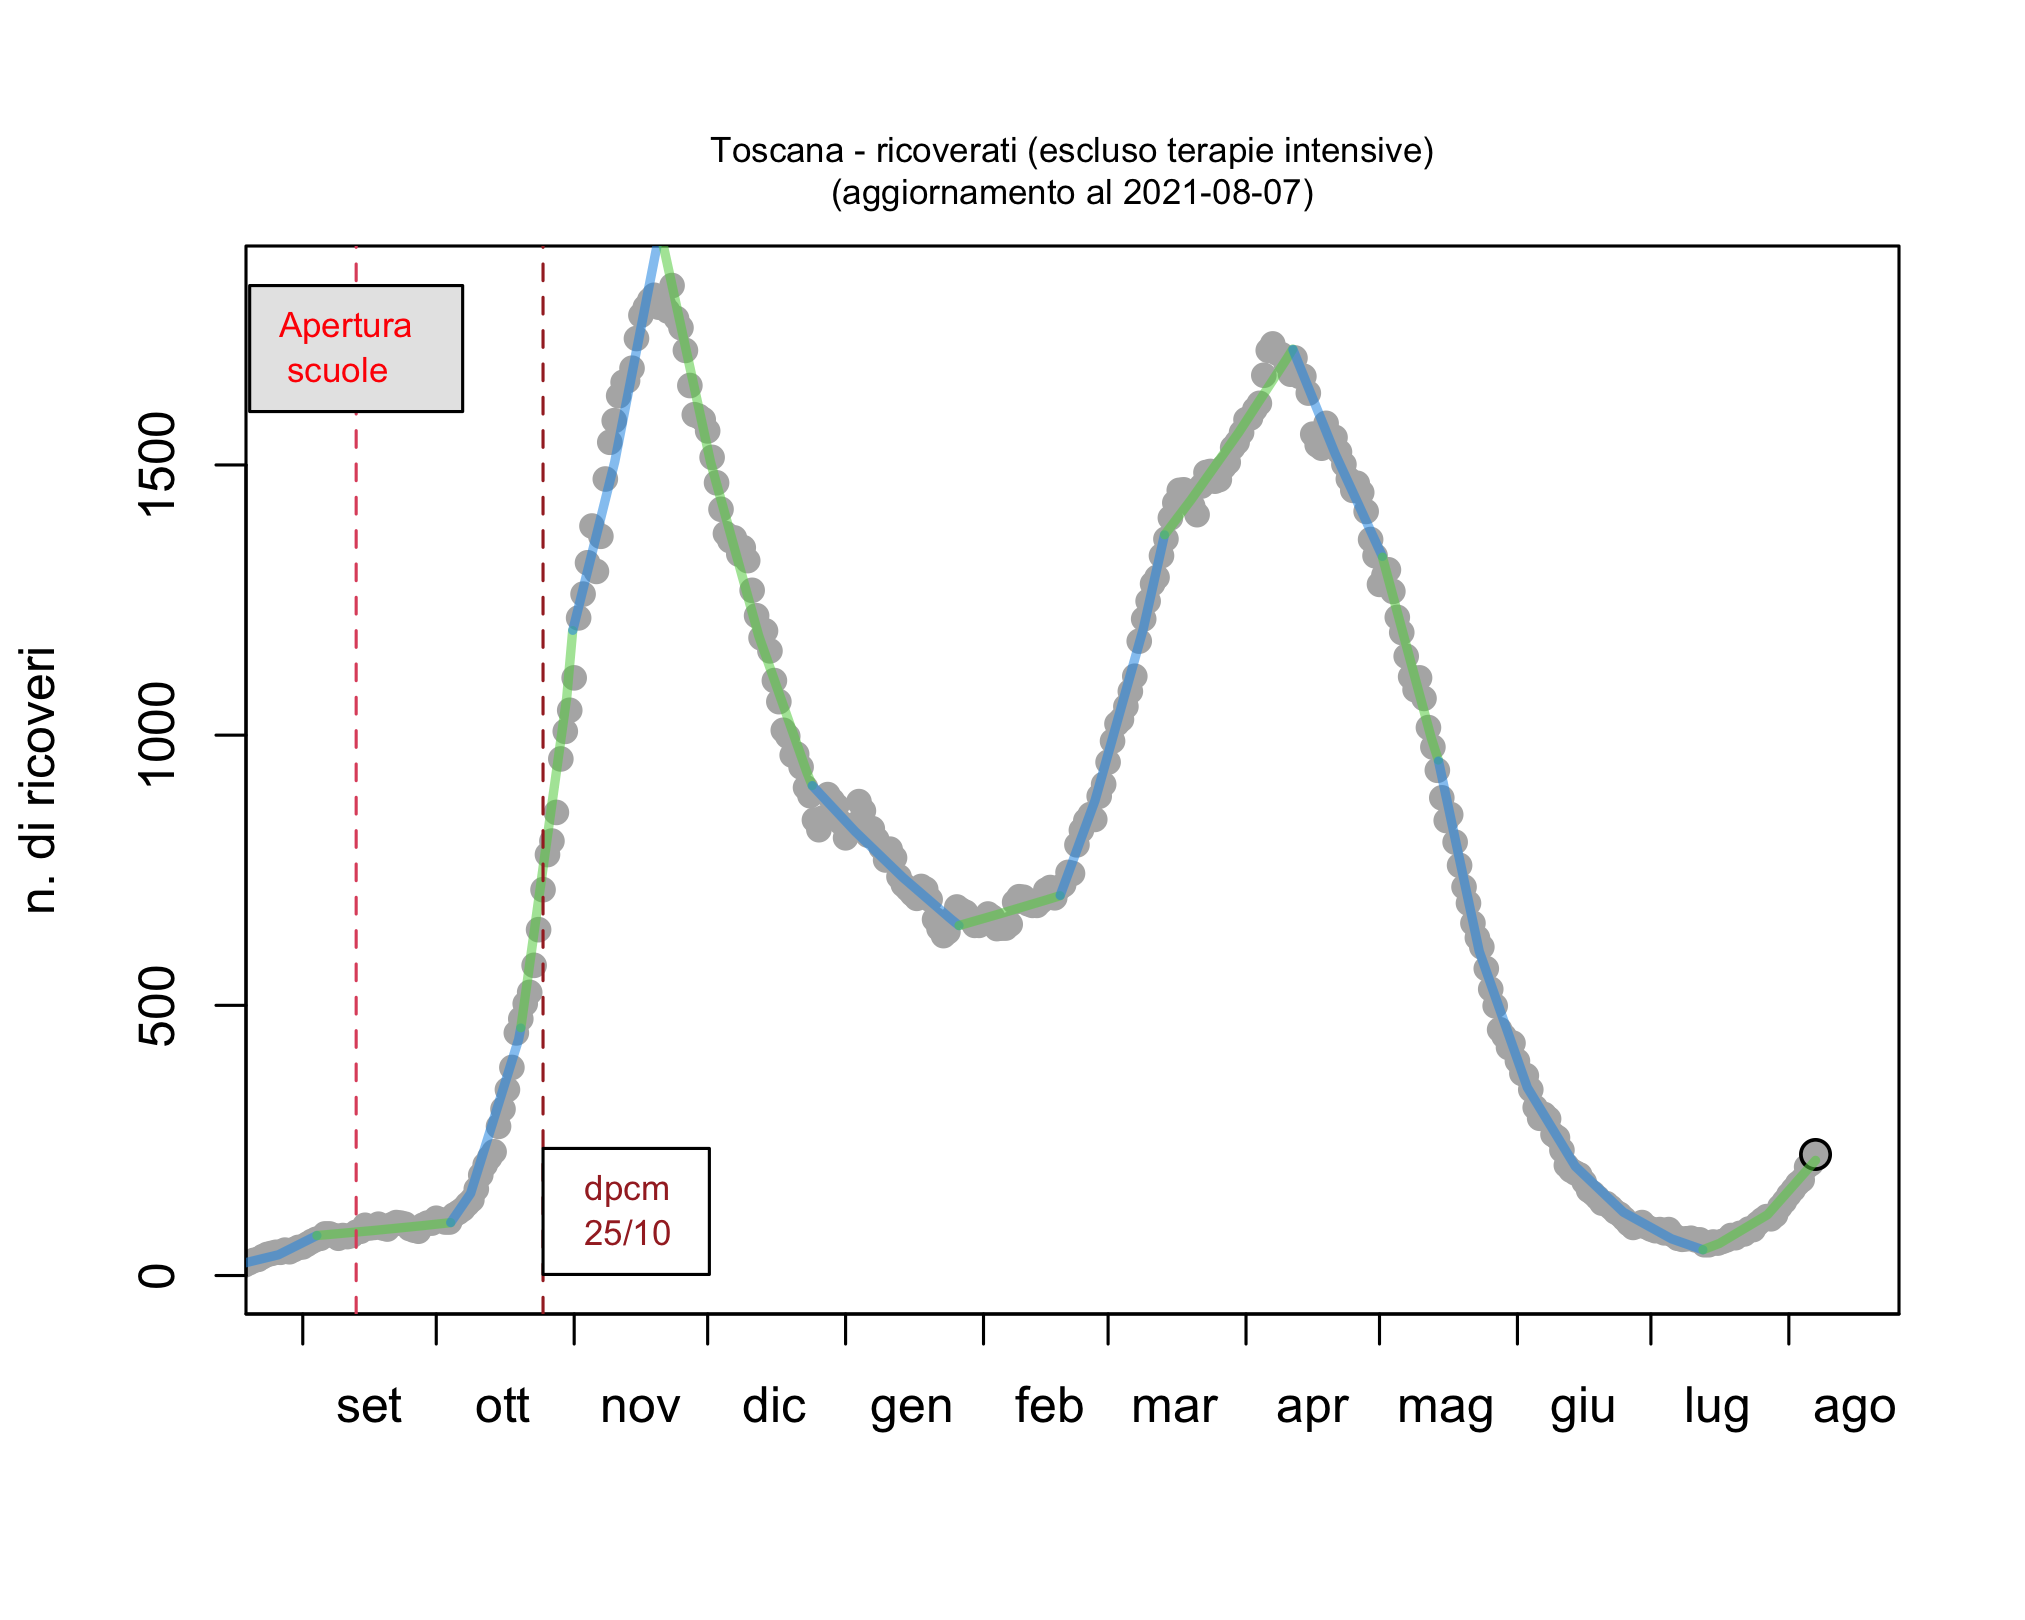 Toscana - ricoverati (escluso terapie intensive)
(aggiornamento al 2021-08-07)
Apertura
scuole
n. di ricoveri
1500
1000
500
0
dpcm
25/10
set ott nov dic gen feb mar apr mag giu lug ago